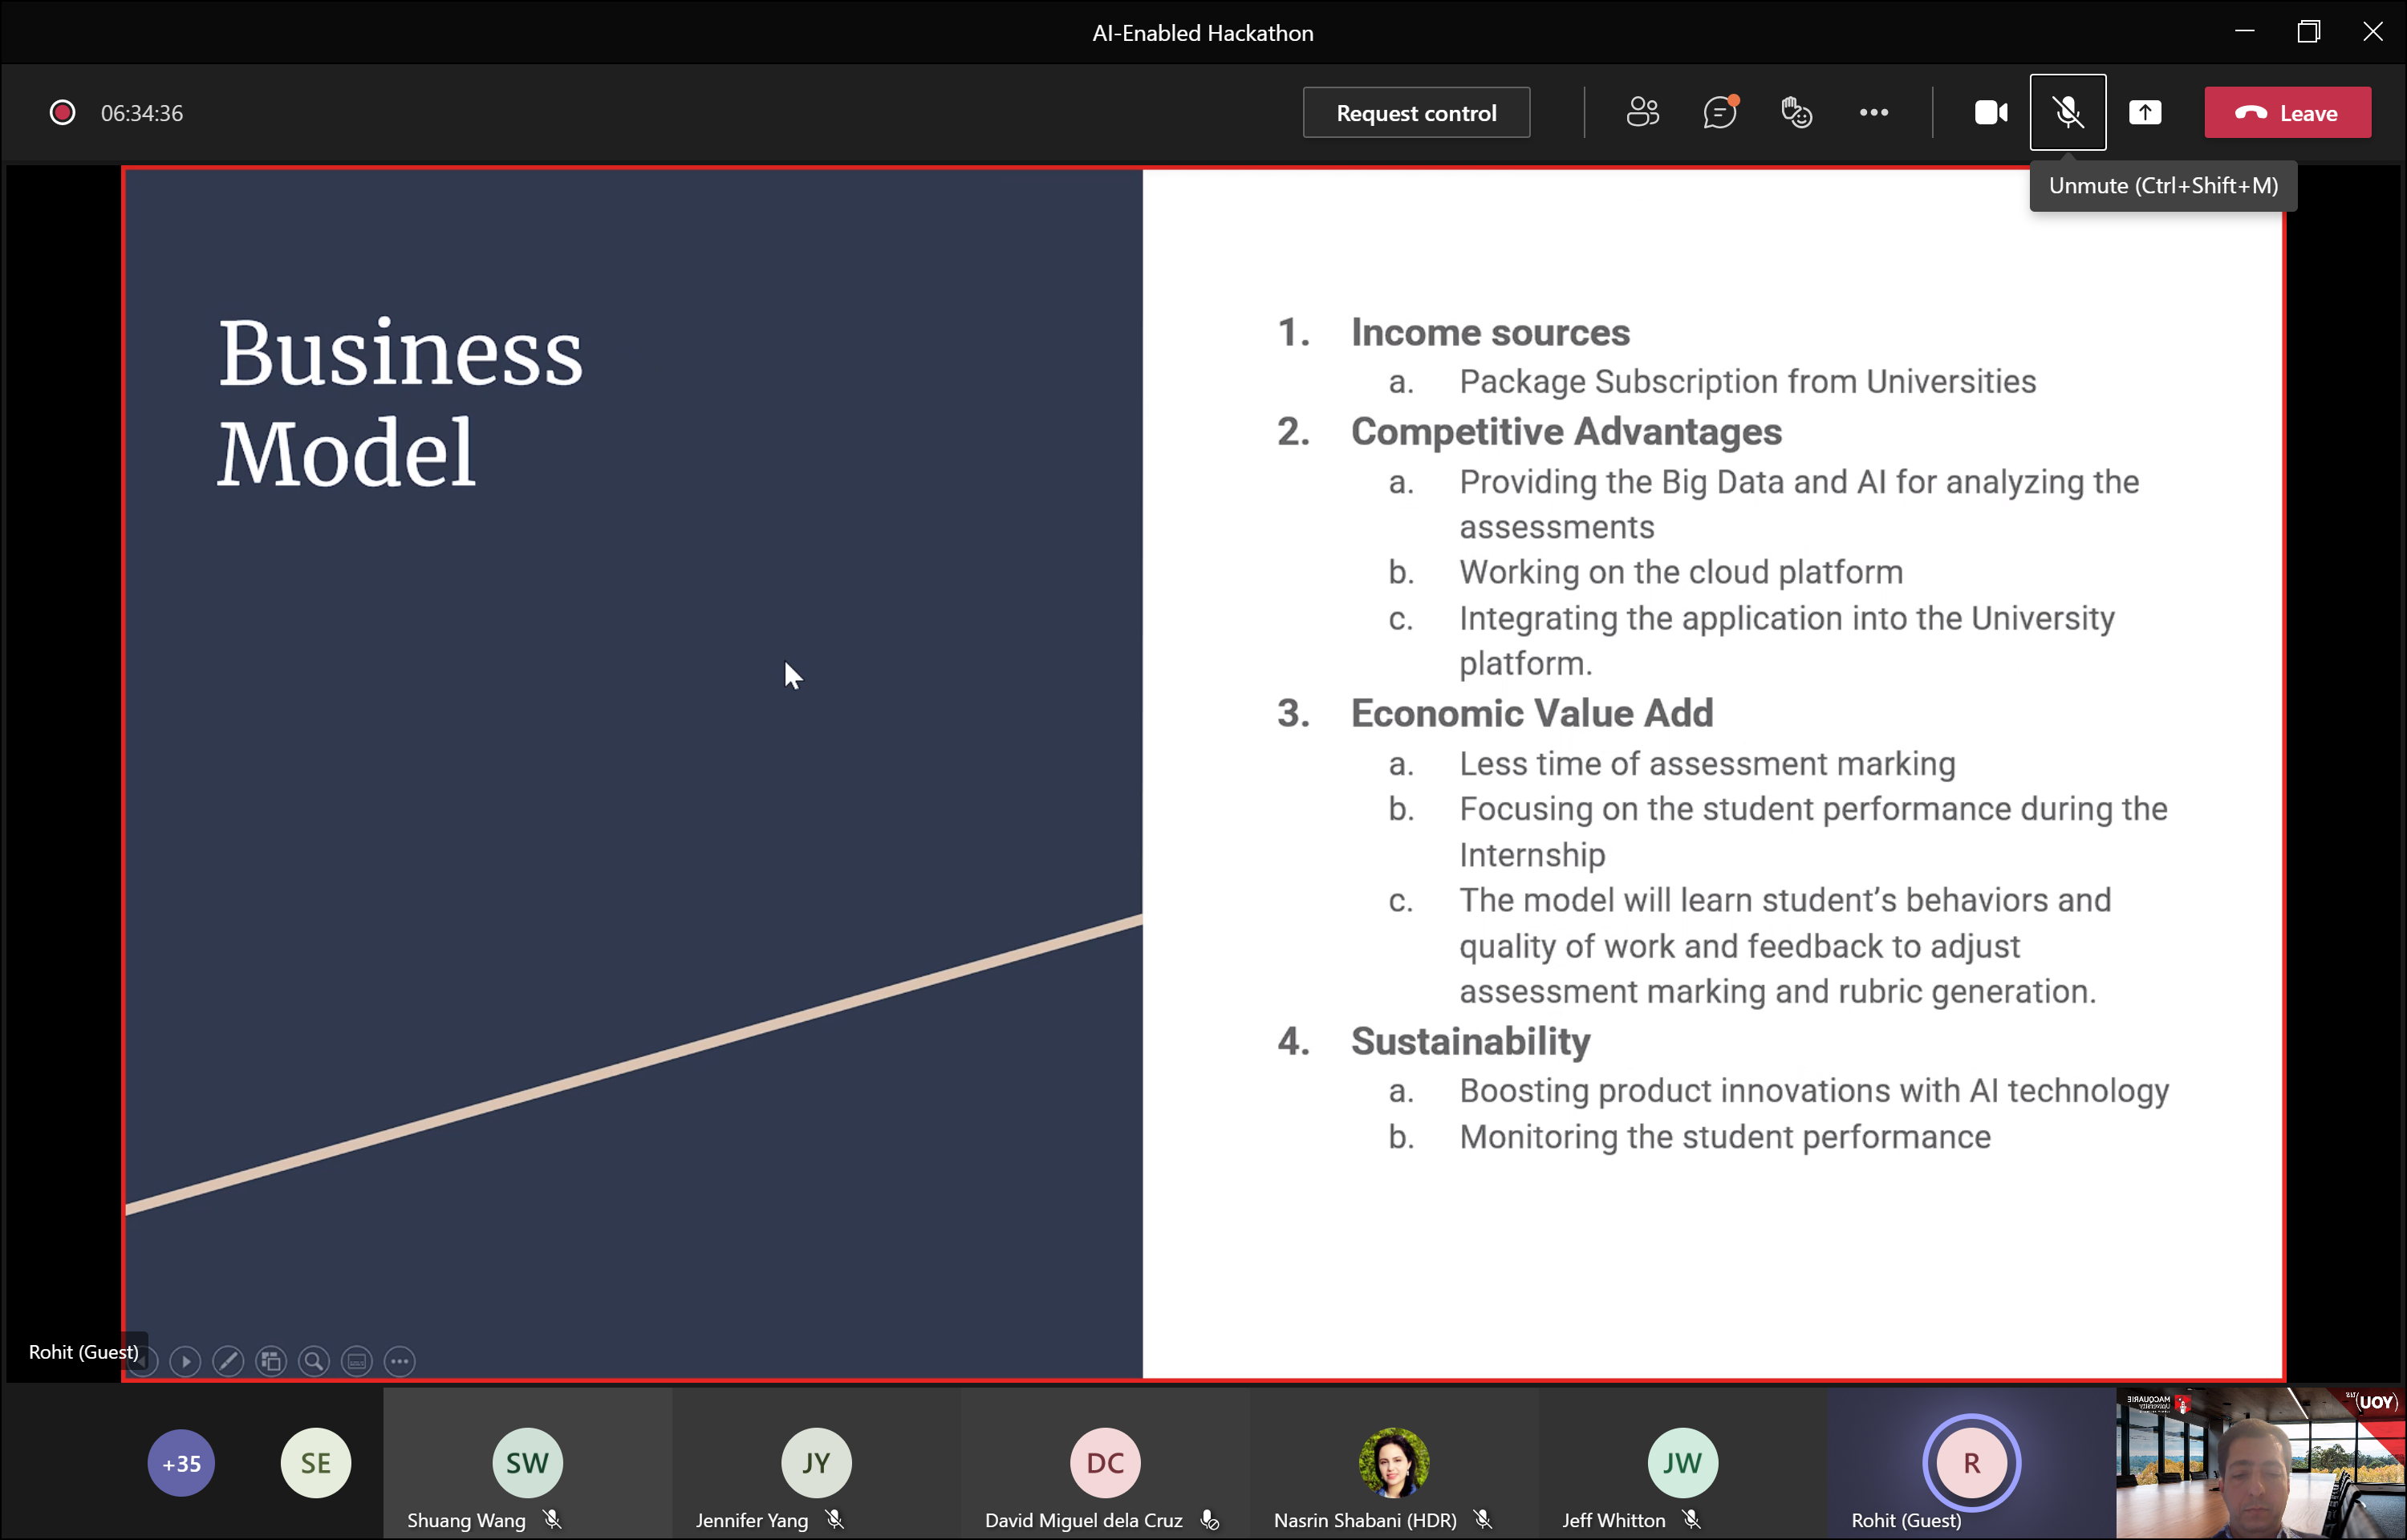 AI-Enabled Hackathon
06:34:36
Request control
Leave
Unmute (Ctrl+Shift+M)
Business
Model
1. Income sources
a. Package Subscription from Universities
2. Competitive Advantages
a. Providing the Big Data and AI for analyzing the
assessments
b. Working on the cloud platform
c. Integrating the application into the University
platform.
3. Economic Value Add
a. Less time of assessment marking
b. Focusing on the student performance during the
Internship
c. The model will learn student’s behaviors and
quality of work and feedback to adjust
assessment marking and rubric generation.
4. Sustainability
a. Boosting product innovations with AI technology
b. Monitoring the student performance
Rohit (Guest)
+35
SE
SW
Shuang Wang
JY
Jennifer Yang
DC
David Miguel dela Cruz
Nasrin Shabani (HDR)
JW
Jeff Whitton
R
Rohit (Guest)
MACQUARIE
University
YOU)